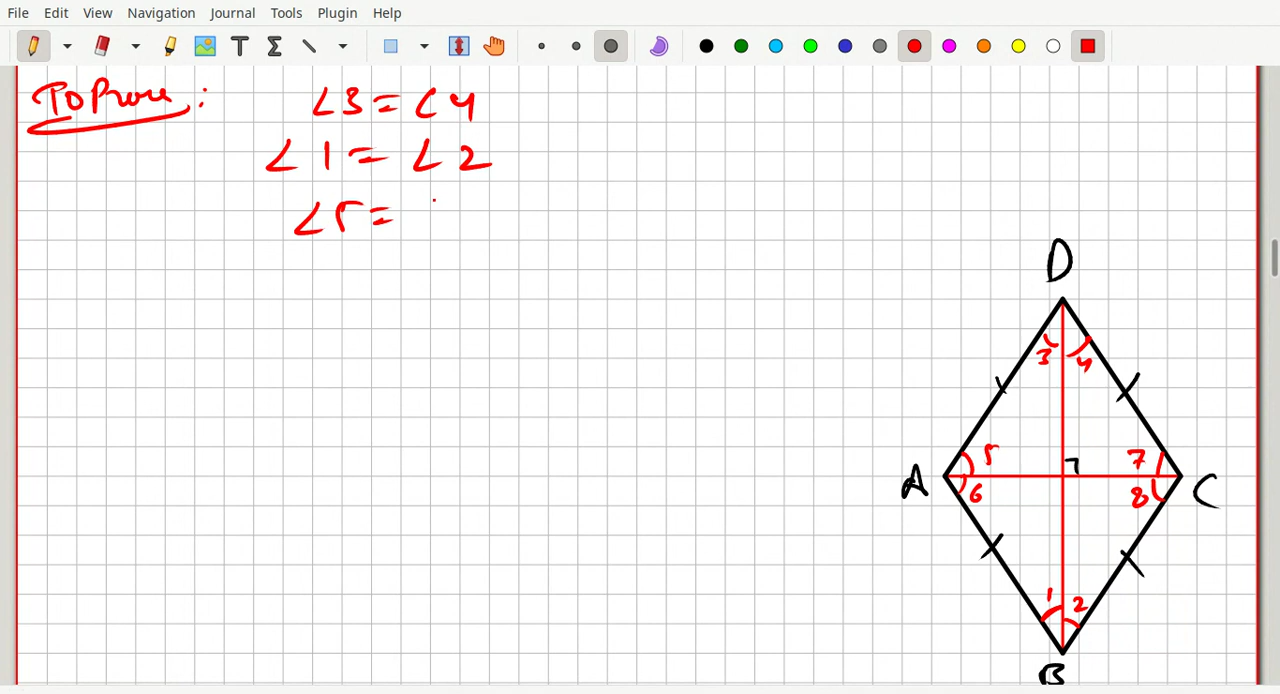 File Edit View Navigation Journal Tools Plugin Help
To Prove :
∠3 = ∠4
∠1 = ∠2
∠5 =
D
3 4
A 5 7 C
6 8
1 2
B